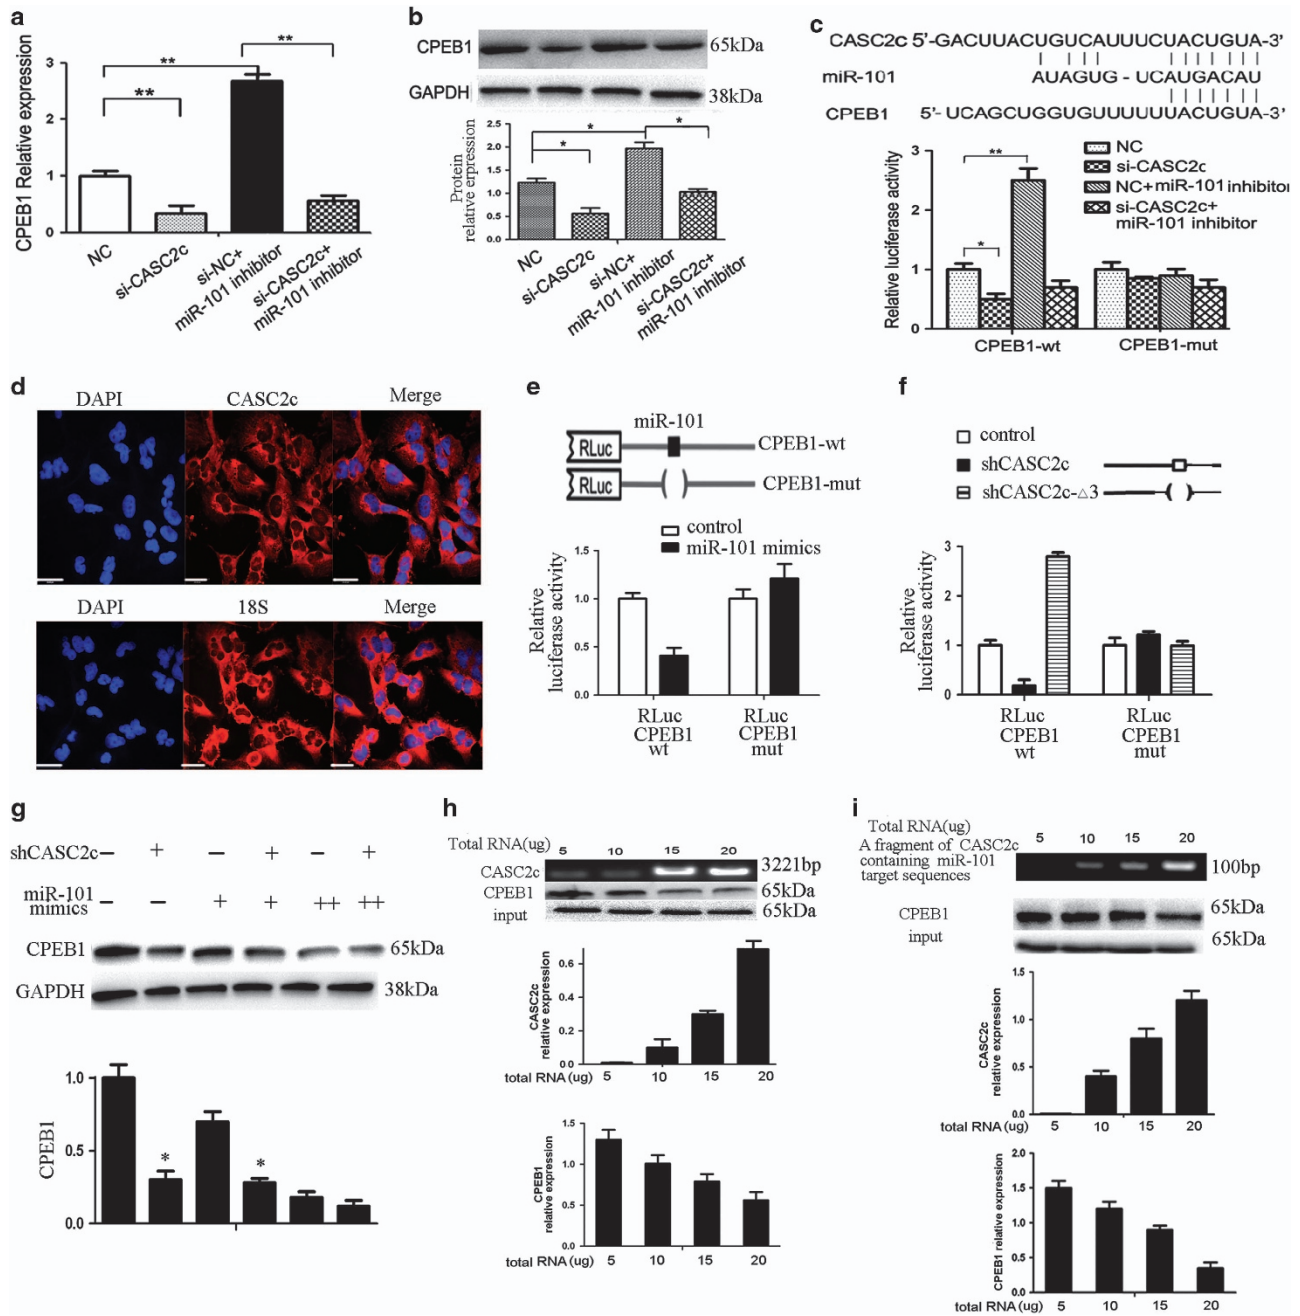 a
CPEB1 Relative expression
3
2
1
0
**
**
**
NC
si-CASC2c
si-NC+
miR-101 inhibitor
si-CASC2c+
miR-101 inhibitor
b
CPEB1
65kDa
GAPDH
38kDa
Protein
relative expression
2.5
2.0
1.5
1.0
0.5
0.0
*
*
*
NC
si-CASC2c
si-NC+
miR-101 inhibitor
si-CASC2c+
miR-101 inhibitor
c
CASC2c 5'-GACUUACUGUCAUUUCUACUGUA-3'
miR-101 AUAGUG - UCAUGACAU
CPEB1 5'- UCAGCUGGUGUUUUUUACUGUA-3'
NC
si-CASC2c
NC+miR-101 inhibitor
si-CASC2c+
miR-101 inhibitor
Relative luciferase activity
3
2
1
0
**
*
CPEB1-wt
CPEB1-mut
d
DAPI
CASC2c
Merge
DAPI
18S
Merge
e
miR-101
RLuc
CPEB1-wt
RLuc
CPEB1-mut
control
miR-101 mimics
Relative
luciferase activity
1.5
1.0
0.5
0.0
RLuc
CPEB1
wt
RLuc
CPEB1
mut
f
control
shCASC2c
shCASC2c-△3
Relative
luciferase activity
3
2
1
0
RLuc
CPEB1
wt
RLuc
CPEB1
mut
g
shCASC2c – + – + – +
miR-101
mimics – – + + ++ ++
CPEB1
65kDa
GAPDH
38kDa
CPEB1
1.0
0.5
0.0
*
*
h
Total RNA(ug) 5 10 15 20
CASC2c
3221bp
CPEB1
65kDa
input
65kDa
CASC2c
relative expression
0.6
0.4
0.2
0.0
total RNA (ug) 5 10 15 20
CPEB1
relative expression
1.5
1.0
0.5
0.0
total RNA (ug) 5 10 15 20
i
Total RNA(ug) 5 10 15 20
A fragment of CASC2c
containing miR-101
target sequences
100bp
CPEB1
65kDa
input
65kDa
CASC2c
relative expression
1.5
1.0
0.5
0.0
total RNA (ug) 5 10 15 20
CPEB1 relative expression
2.0
1.5
1.0
0.5
0.0
total RNA (ug) 5 10 15 20